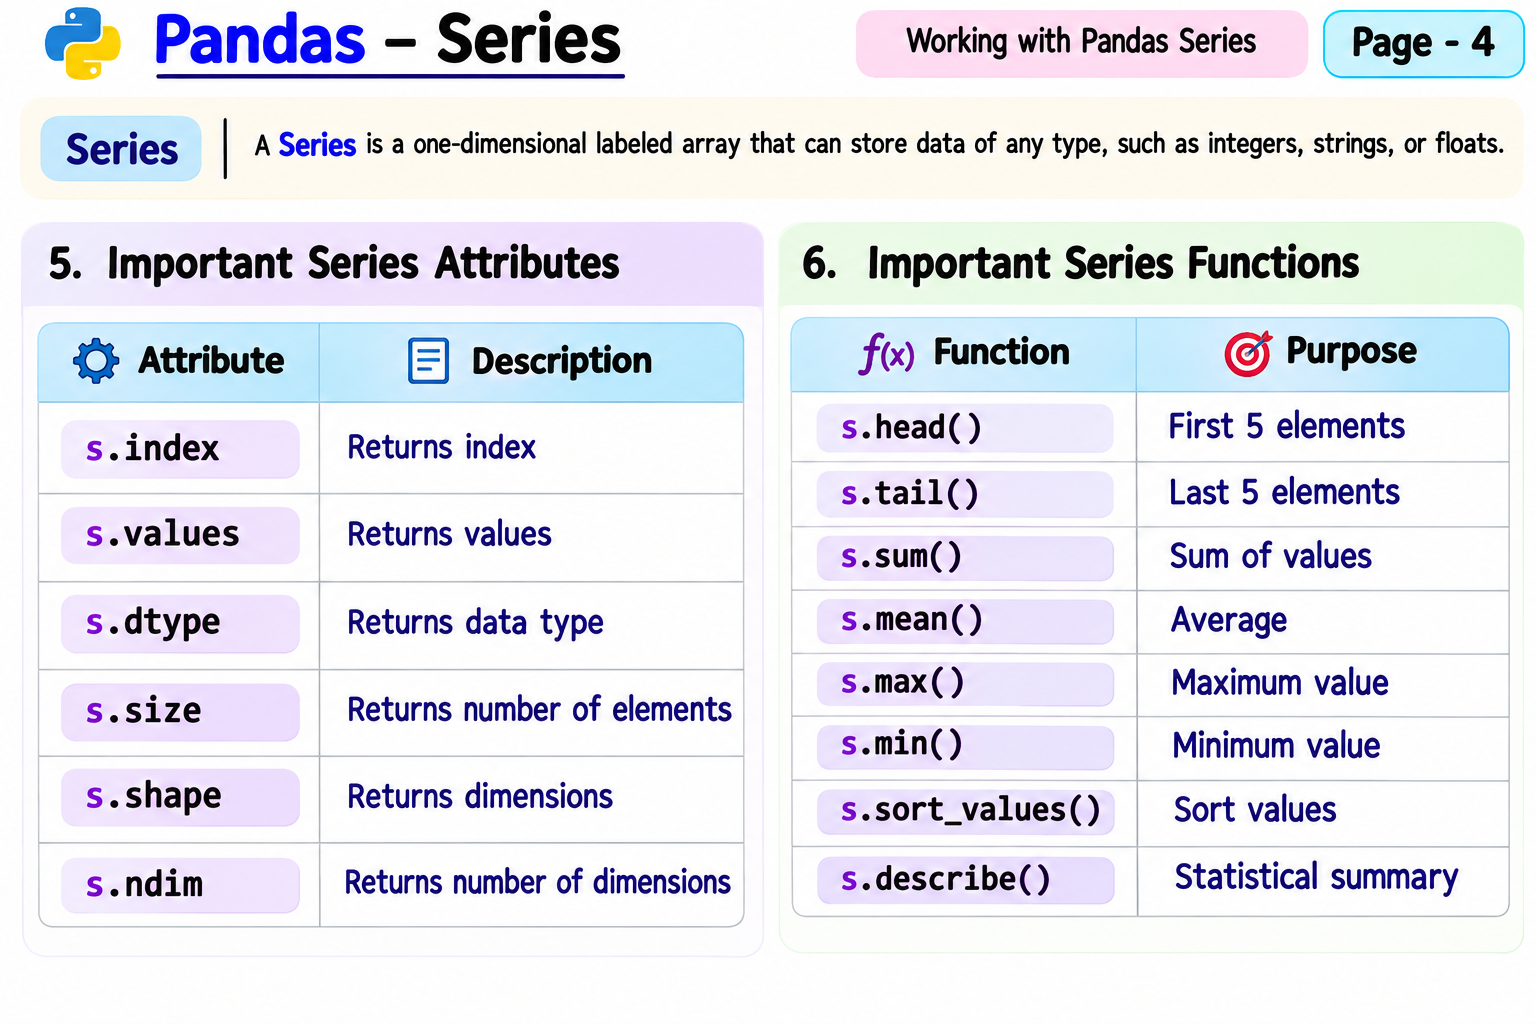 Pandas – Series
Working with Pandas Series
Page - 4
Series
A Series is a one-dimensional labeled array that can store data of any type, such as integers, strings, or floats.
5. Important Series Attributes
Attribute Description
s.index Returns index
s.values Returns values
s.dtype Returns data type
s.size Returns number of elements
s.shape Returns dimensions
s.ndim Returns number of dimensions
6. Important Series Functions
f(x) Function Purpose
s.head() First 5 elements
s.tail() Last 5 elements
s.sum() Sum of values
s.mean() Average
s.max() Maximum value
s.min() Minimum value
s.sort_values() Sort values
s.describe() Statistical summary